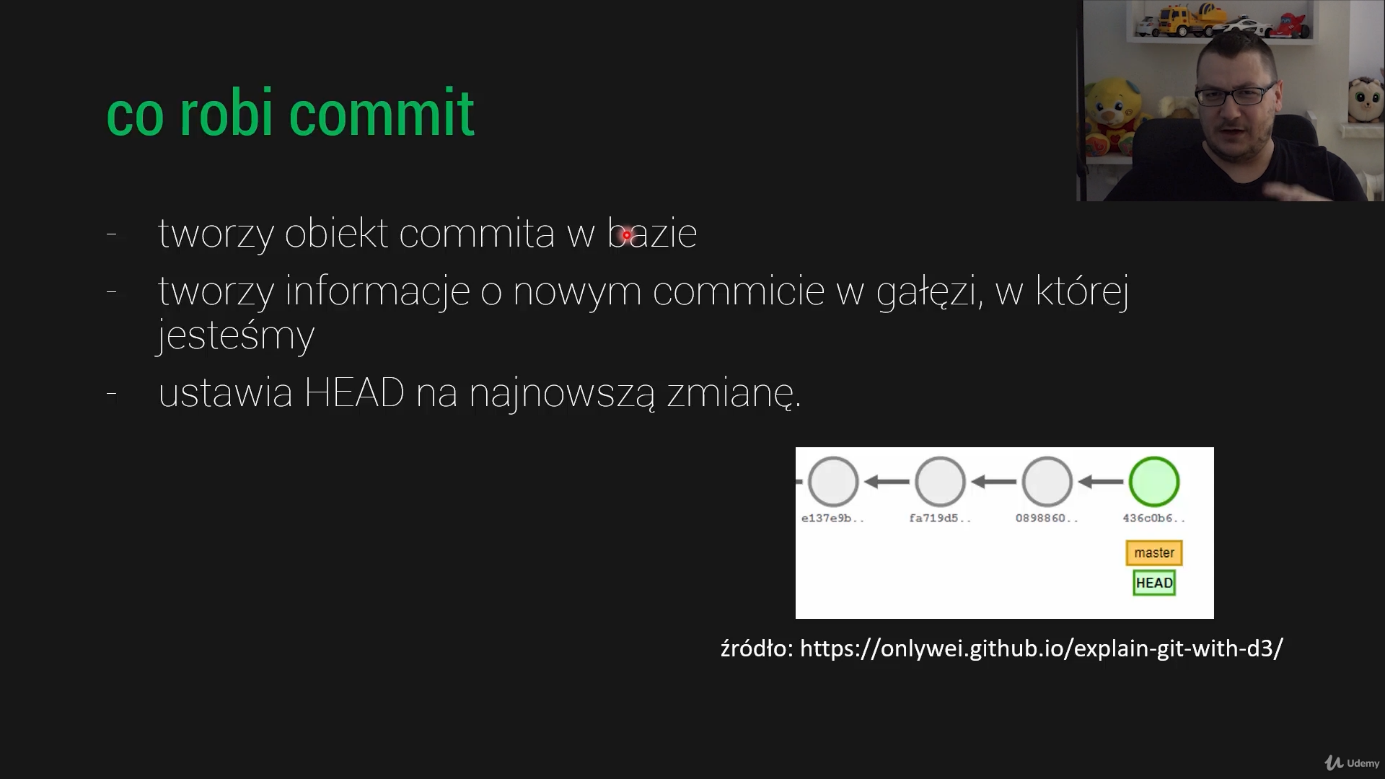 co robi commit
- tworzy obiekt commita w bazie
- tworzy informacje o nowym commicie w gałęzi, w której
jesteśmy
- ustawia HEAD na najnowszą zmianę.
e137e9b.. fa719d5.. 0898860.. 436c0b6..
master
HEAD
źródło: https://onlywei.github.io/explain-git-with-d3/
Udemy